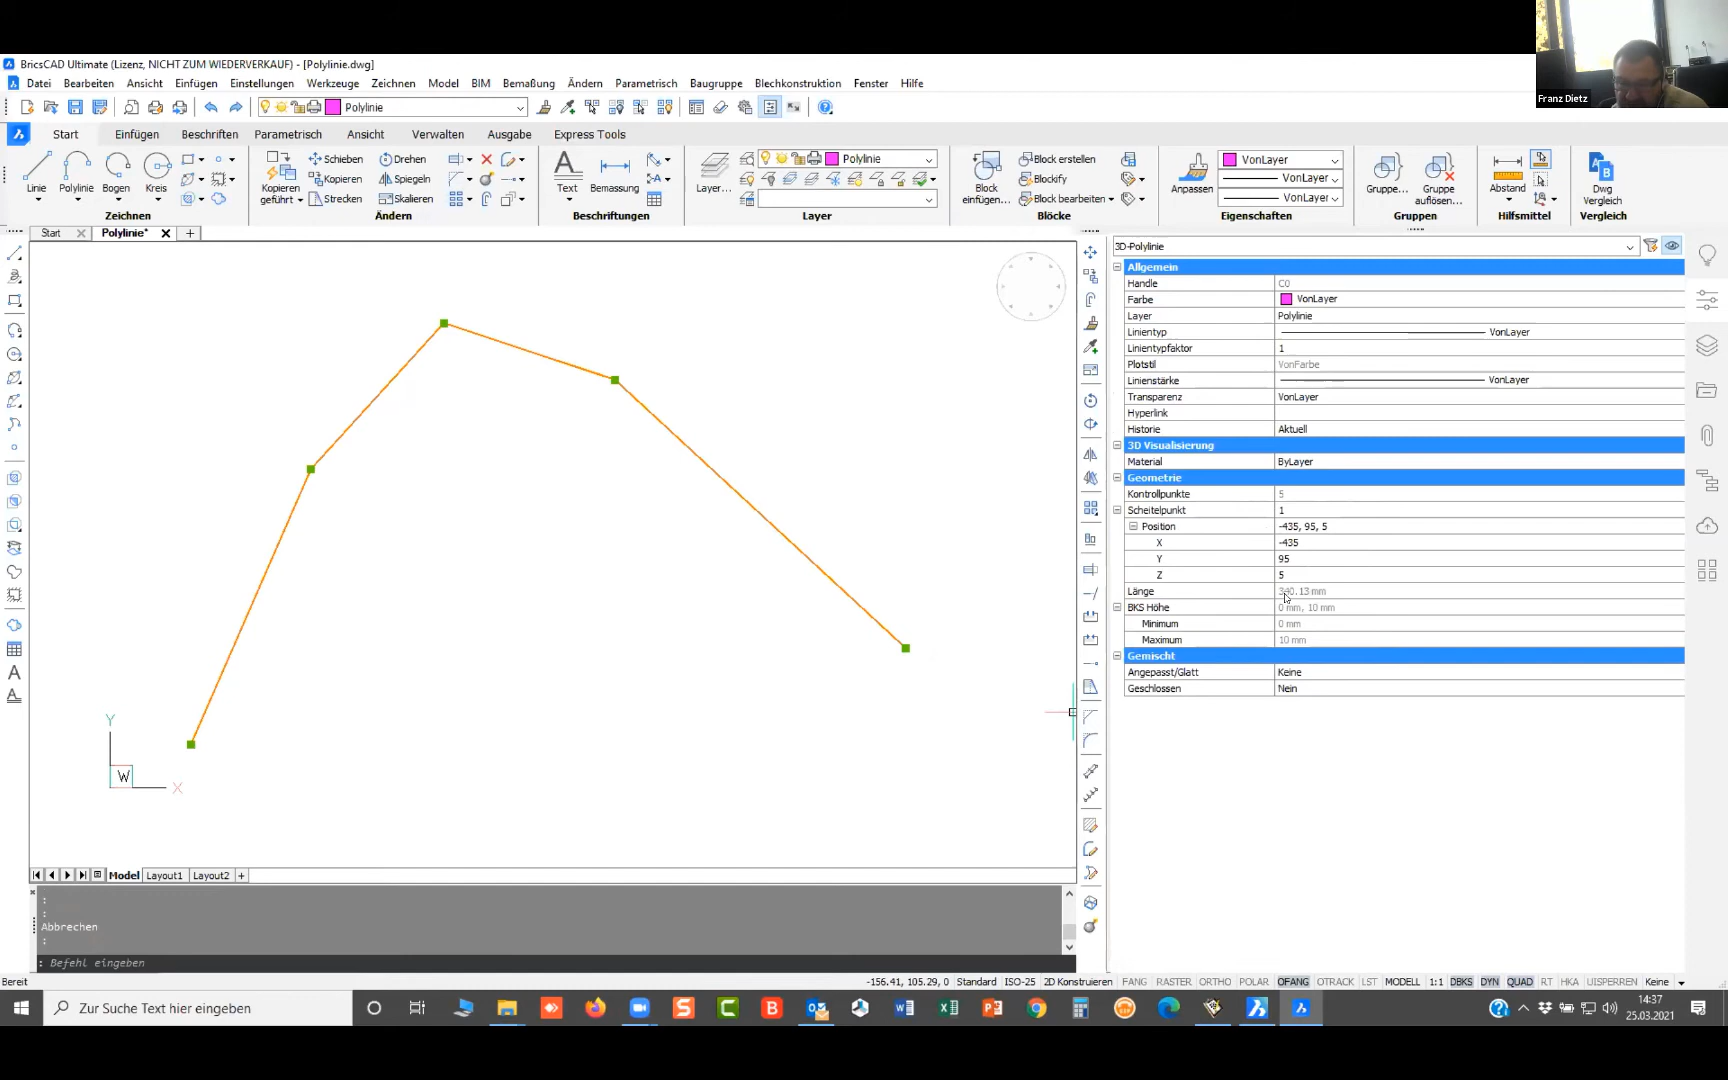 BricsCAD Ultimate (Lizenz, NICHT ZUM WIEDERVERKAUF) - [Polylinie.dwg]
Franz Dietz
Datei Bearbeiten Ansicht Einfügen Einstellungen Werkzeuge Zeichnen Model BIM Bemaßung Ändern Parametrisch Baugruppe Blechkonstruktion Fenster Hilfe
Polylinie
Start Einfügen Beschriften Parametrisch Ansicht Verwalten Ausgabe Express Tools
Linie Polylinie Bogen Kreis
Zeichnen
Kopieren geführt
Schieben Drehen
Kopieren Spiegeln
Strecken Skalieren
Ändern
Text Bemassung
Beschriftungen
Layer...
Polylinie
Layer
Block einfügen...
Block erstellen
Blockify
Block bearbeiten
Blöcke
Anpassen
VonLayer
VonLayer
VonLayer
Eigenschaften
Gruppe... Gruppe auflösen...
Gruppen
Abstand
Hilfsmittel
Dwg Vergleich
Vergleich
Start Polylinie*
3D-Polylinie
Allgemein
Handle C0
Farbe VonLayer
Layer Polylinie
Linientyp VonLayer
Linientypfaktor 1
Plotstil VonFarbe
Linienstärke VonLayer
Transparenz VonLayer
Hyperlink
Historie Aktuell
3D Visualisierung
Material ByLayer
Geometrie
Kontrollpunkte 5
Scheitelpunkt 1
Position -435, 95, 5
X -435
Y 95
Z 5
Länge 340.13 mm
BKS Höhe 0 mm, 10 mm
Minimum 0 mm
Maximum 10 mm
Gemischt
Angepasst/Glatt Keine
Geschlossen Nein
Y
W
X
Model Layout1 Layout2 +
:
:
Abbrechen
:
: Befehl eingeben
Bereit
-156.41, 105.29, 0 Standard ISO-25 2D Konstruieren FANG RASTER ORTHO POLAR OFANG OTRACK LST MODELL 1:1 DBKS DYN QUAD RT HKA UISPERREN Keine
Zur Suche Text hier eingeben
14:37
25.03.2021